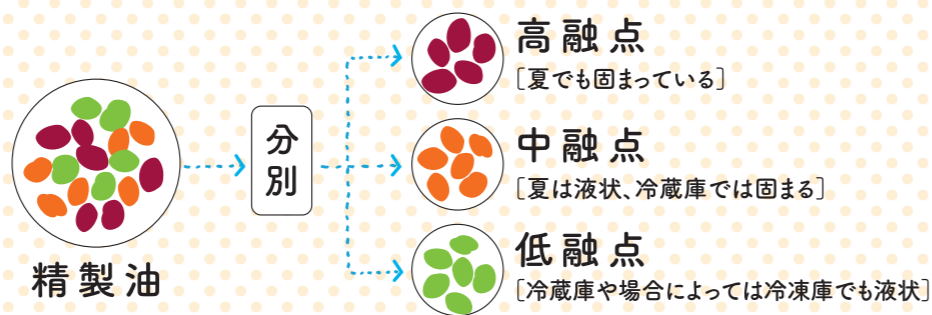 精製油
分別
高融点
[夏でも固まっている]
中融点
[夏は液状、冷蔵庫では固まる]
低融点
[冷蔵庫や場合によっては冷凍庫でも液状]